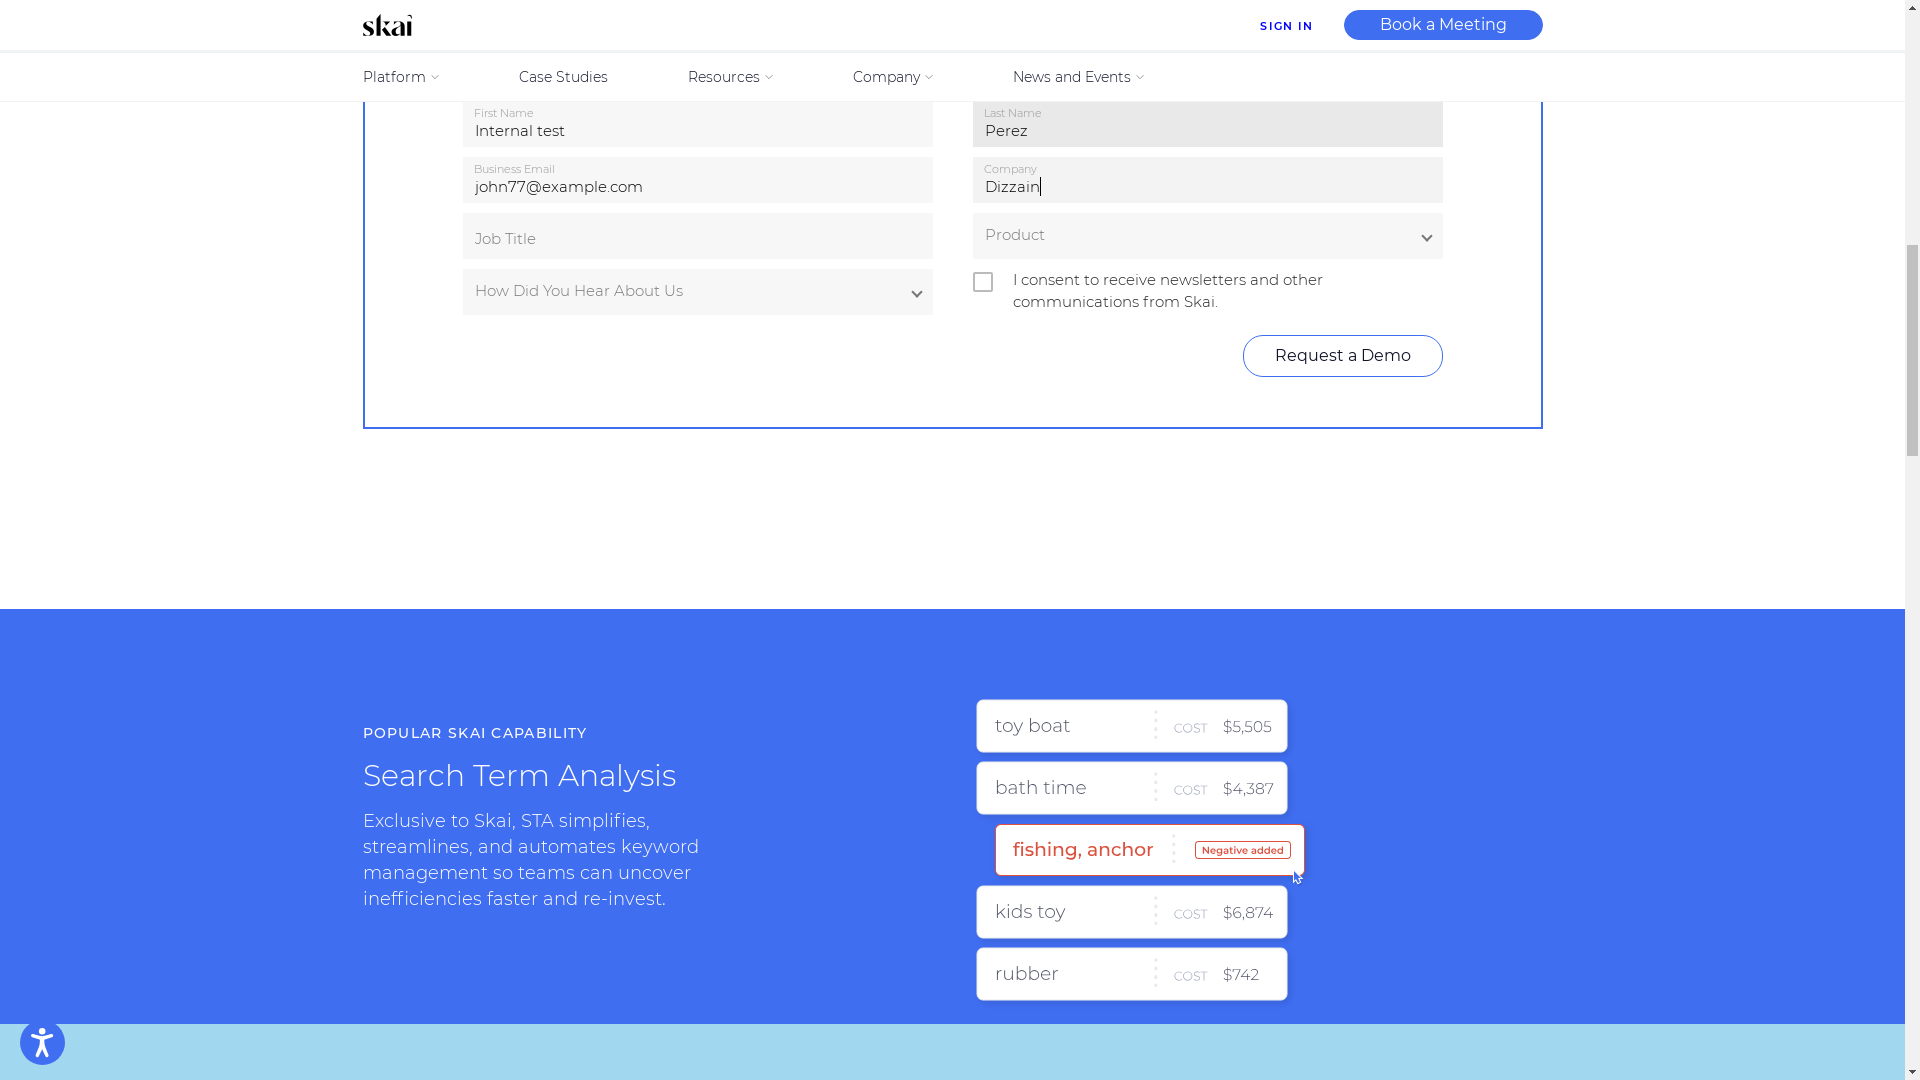 skai
SIGN IN
Book a Meeting
Platform
Case Studies
Resources
Company
News and Events
First Name
Internal test
Last Name
Perez
Business Email
john77@example.com
Company
Dizzain
Job Title
Product
How Did You Hear About Us
I consent to receive newsletters and other
communications from Skai.
Request a Demo
POPULAR SKAI CAPABILITY
Search Term Analysis
Exclusive to Skai, STA simplifies,
streamlines, and automates keyword
management so teams can uncover
inefficiencies faster and re-invest.
toy boat COST $5,505
bath time COST $4,387
fishing, anchor Negative added
kids toy COST $6,874
rubber COST $742